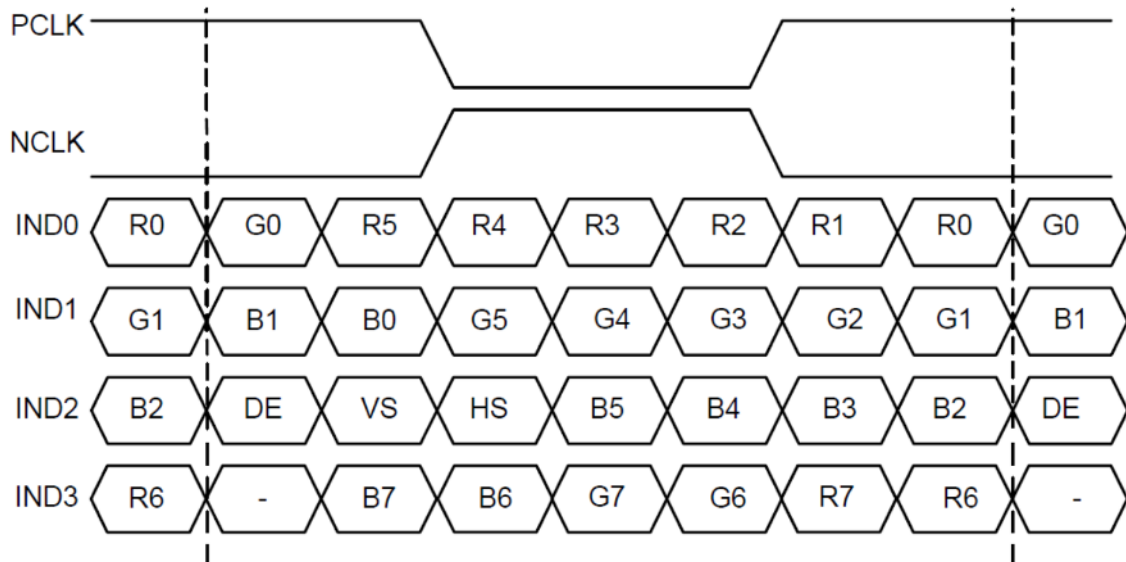 PCLK
NCLK
IND0 R0 G0 R5 R4 R3 R2 R1 R0 G0
IND1 G1 B1 B0 G5 G4 G3 G2 G1 B1
IND2 B2 DE VS HS B5 B4 B3 B2 DE
IND3 R6 - B7 B6 G7 G6 R7 R6 -